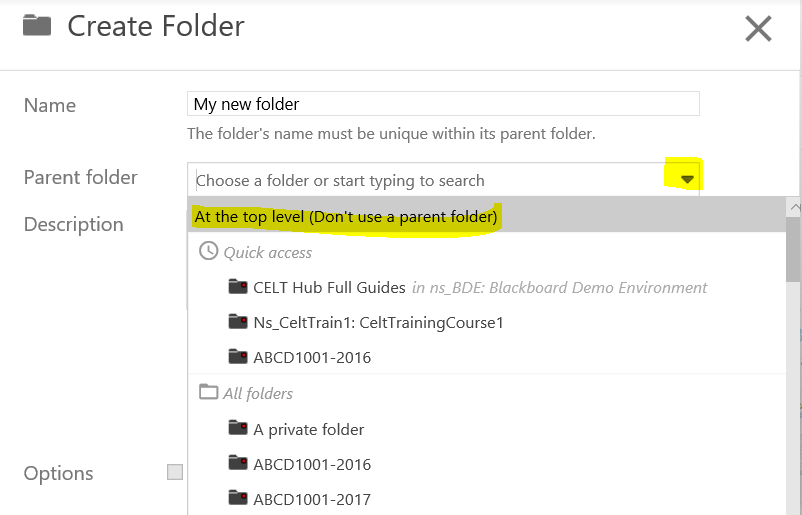 Create Folder
Name
My new folder
The folder's name must be unique within its parent folder.
Parent folder
Choose a folder or start typing to search
At the top level (Don't use a parent folder)
Description
Quick access
CELT Hub Full Guides in ns_BDE: Blackboard Demo Environment
Ns_CeltTrain1: CeltTrainingCourse1
ABCD1001-2016
All folders
A private folder
ABCD1001-2016
Options
ABCD1001-2017